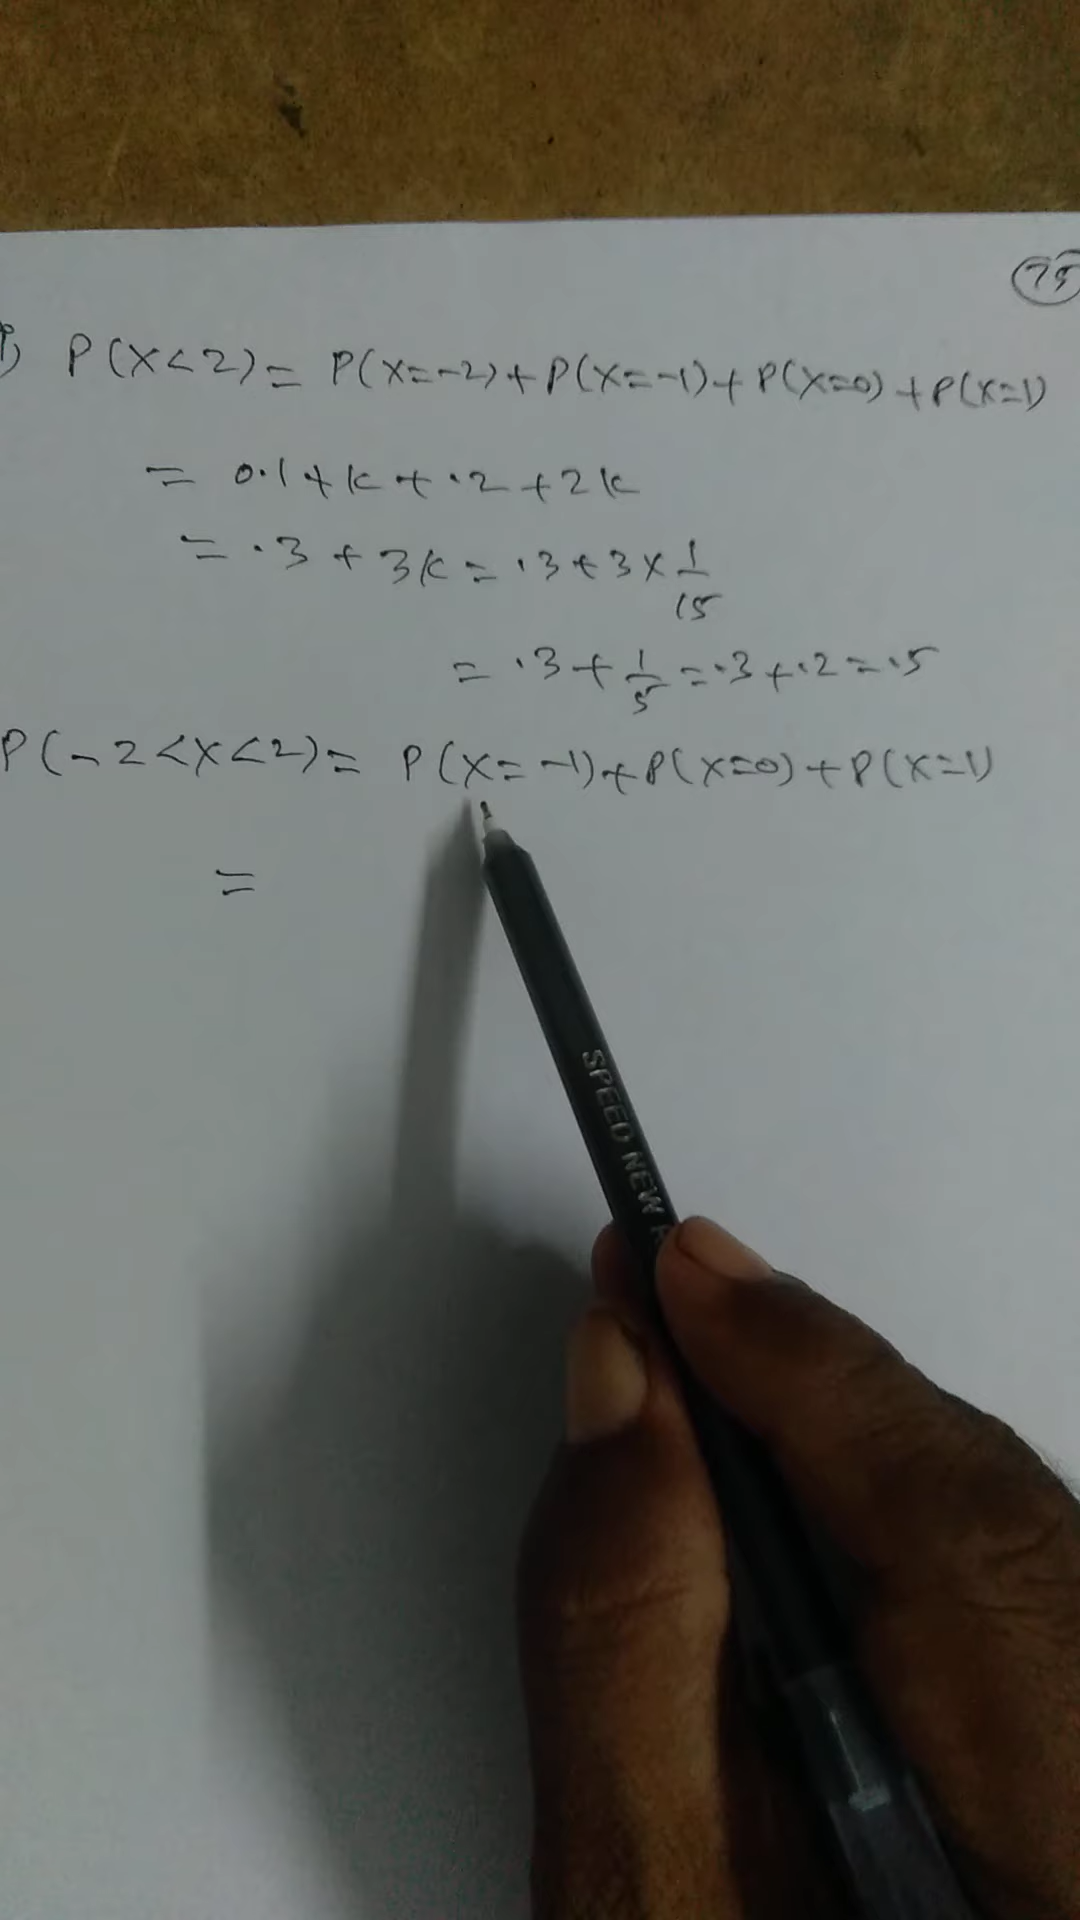 75
P(X<2)= P(X=-2)+P(X=-1)+P(X=0)+P(X=1)
= 0.1+k+.2+2k
= .3 + 3k = .3+3×1/15
= .3+1/5=.3+.2=.5
P(-2<X<2)= P(X=-1)+P(X=0)+P(X=1)
=
SPEED NEW